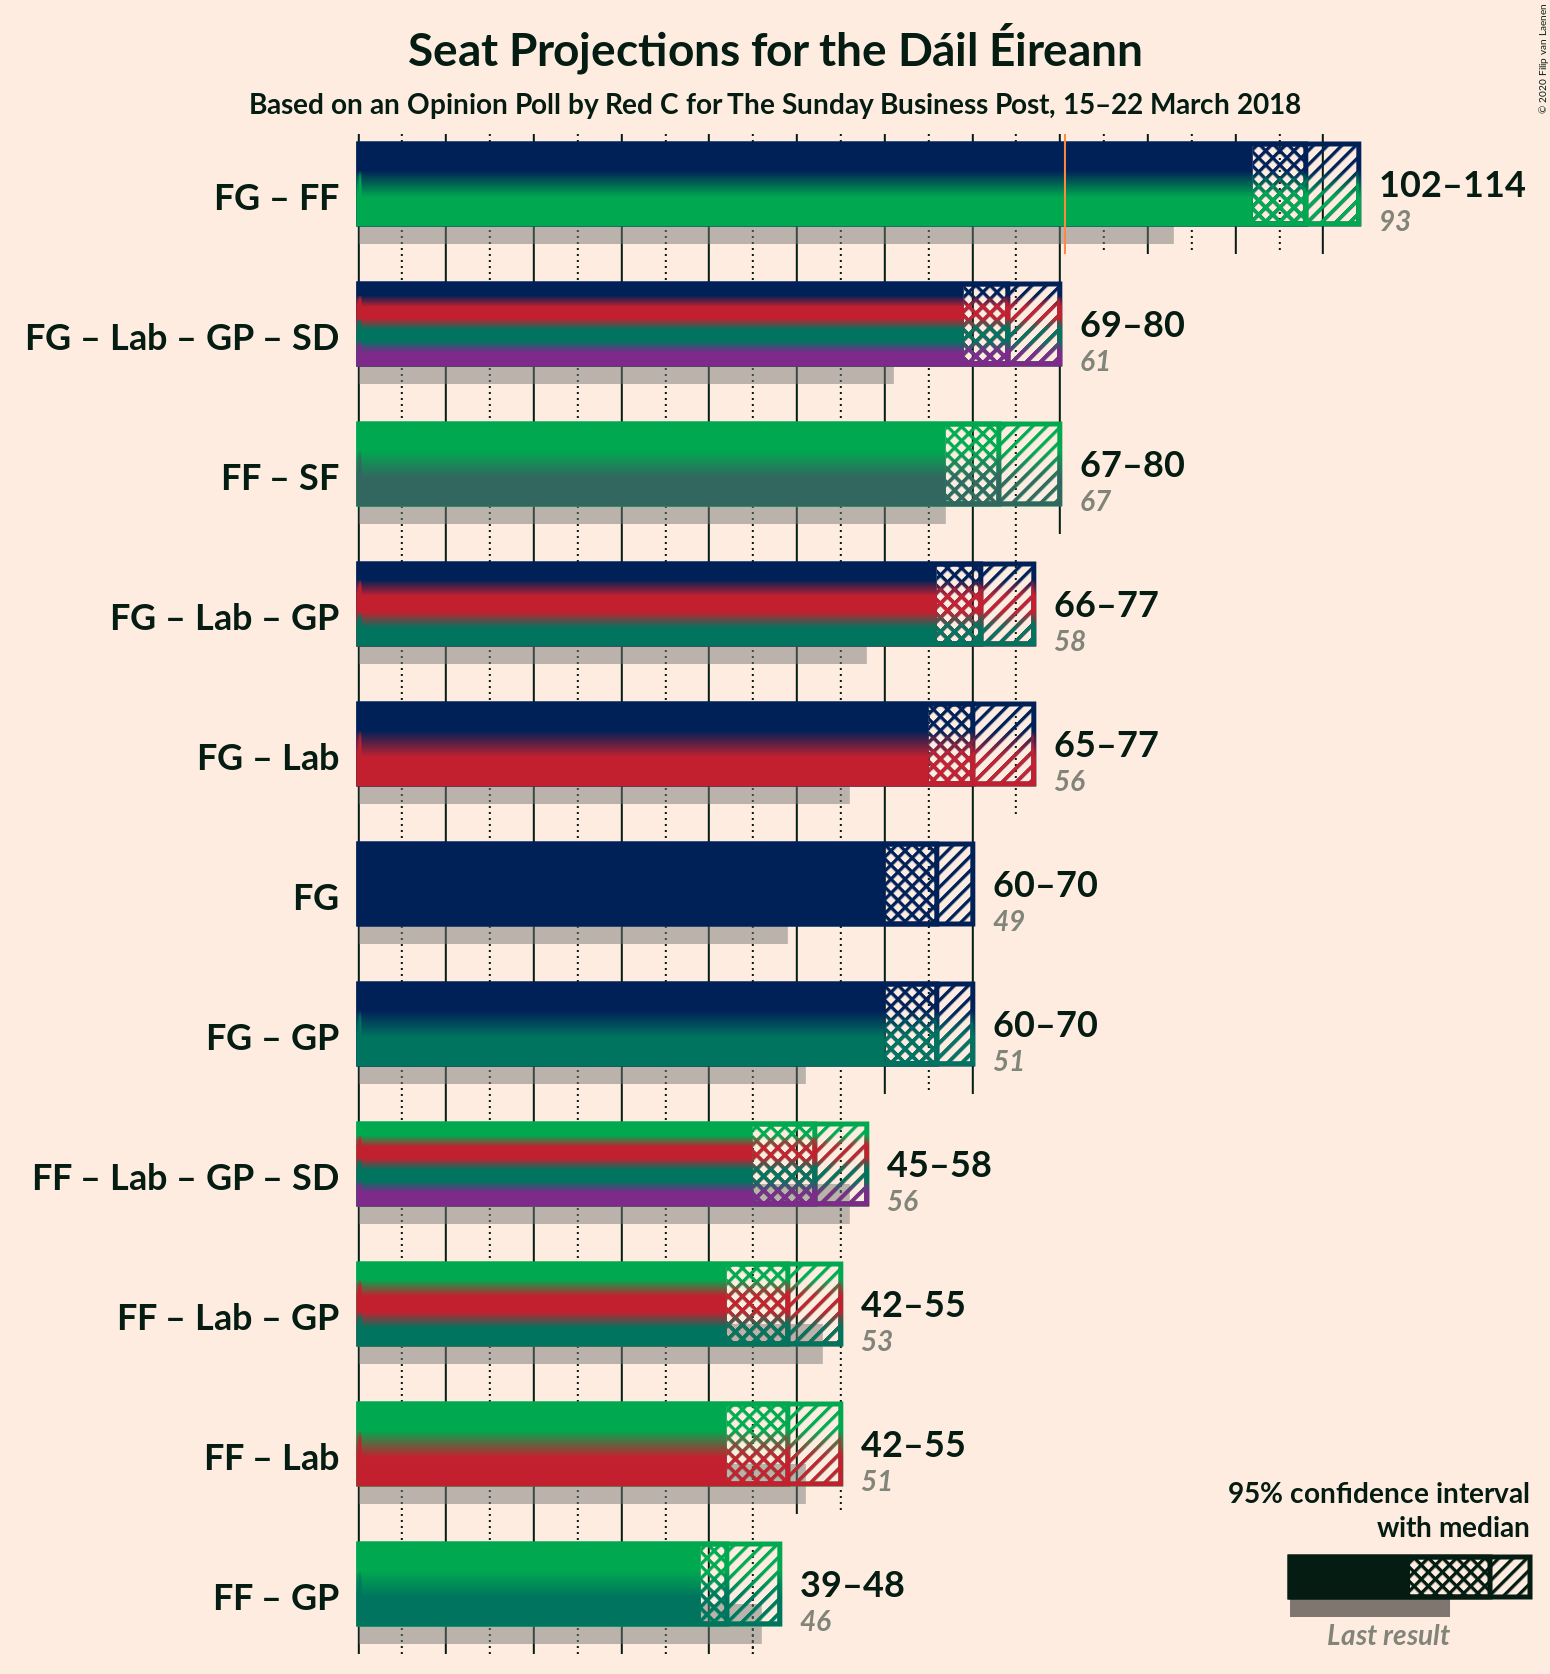 Seat Projections for the Dáil Éireann
Based on an Opinion Poll by Red C for The Sunday Business Post, 15–22 March 2018
© 2020 Filip van Laenen
FG – FF
102–114
93
FG – Lab – GP – SD
69–80
61
FF – SF
67–80
67
FG – Lab – GP
66–77
58
FG – Lab
65–77
56
FG
60–70
49
FG – GP
60–70
51
FF – Lab – GP – SD
45–58
56
FF – Lab – GP
42–55
53
FF – Lab
42–55
51
FF – GP
39–48
46
95% confidence interval
with median
Last result